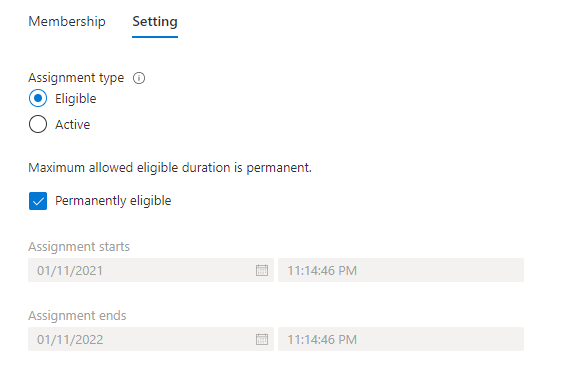 Membership Setting
Assignment type
Eligible
Active
Maximum allowed eligible duration is permanent.
Permanently eligible
Assignment starts
01/11/2021 11:14:46 PM
Assignment ends
01/11/2022 11:14:46 PM